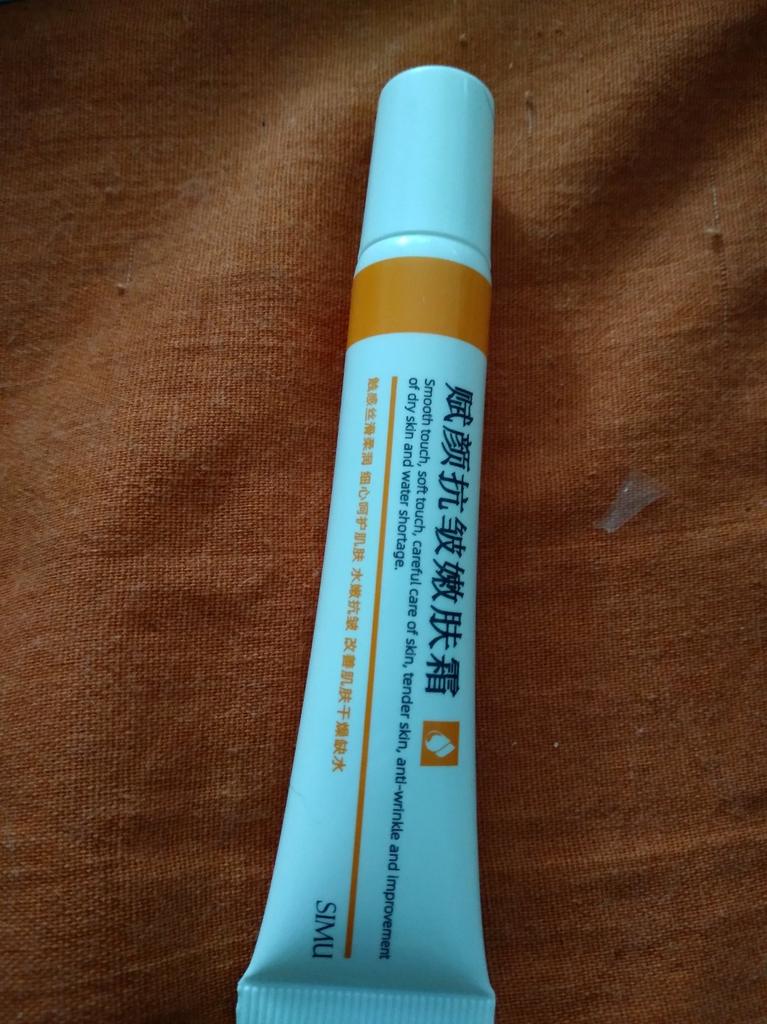 赋颜抗皱嫩肤霜
Smooth touch, soft touch, careful care of skin, tender skin, anti-wrinkle and improvement
of dry skin and water shortage.
触感丝滑柔润 细心呵护肌肤 水嫩抗皱 改善肌肤干燥缺水
SIMU